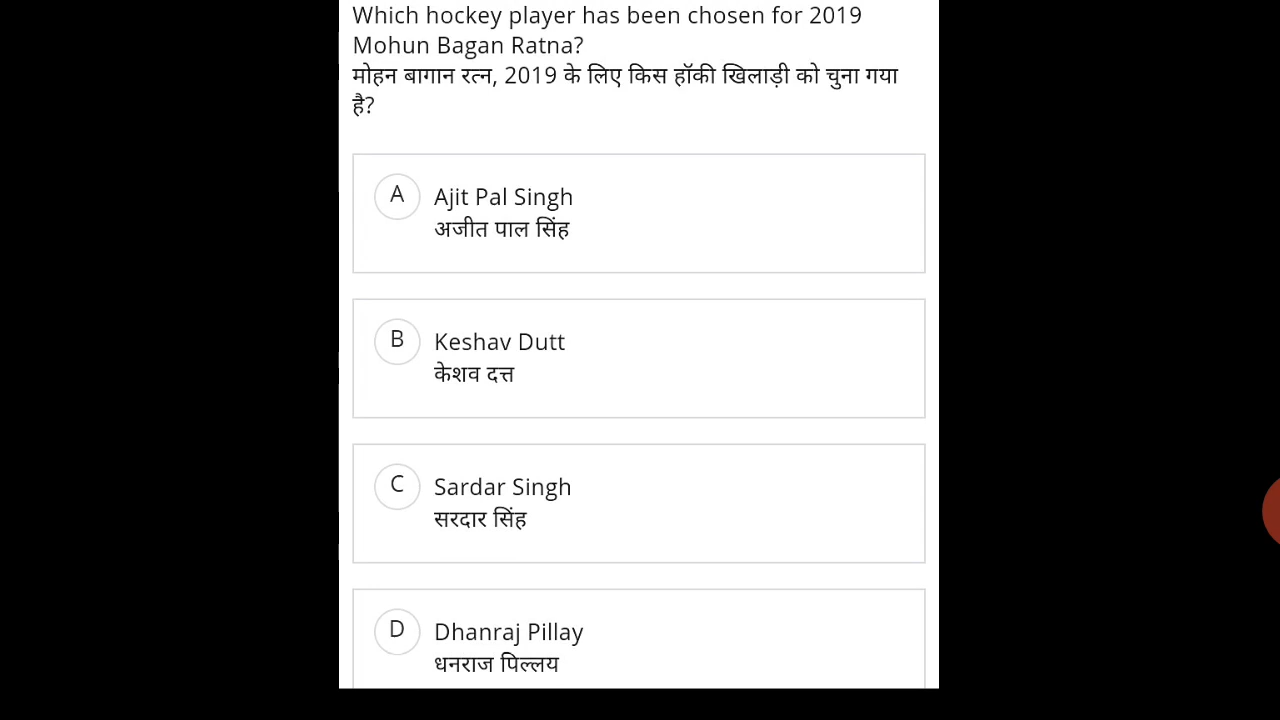 Which hockey player has been chosen for 2019
Mohun Bagan Ratna?
मोहन बागान रत्न, 2019 के लिए किस हॉकी खिलाड़ी को चुना गया
है?
A
Ajit Pal Singh
अजीत पाल सिंह
B
Keshav Dutt
केशव दत्त
C
Sardar Singh
सरदार सिंह
D
Dhanraj Pillay
धनराज पिल्लय